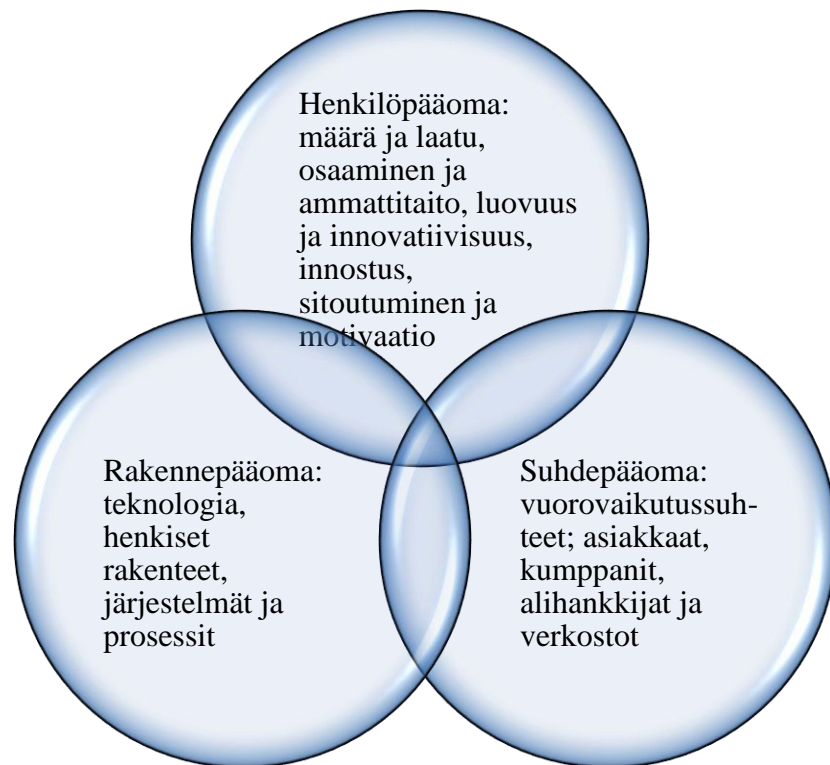 Henkilöpääoma:
määrä ja laatu,
osaaminen ja
ammattitaito, luovuus
ja innovatiivisuus,
innostus,
sitoutuminen ja
motivaatio
Rakennepääoma:
teknologia,
henkiset
rakenteet,
järjestelmät ja
prosessit
Suhdepääoma:
vuorovaikutussuh-
teet; asiakkaat,
kumppanit,
alihankkijat ja
verkostot